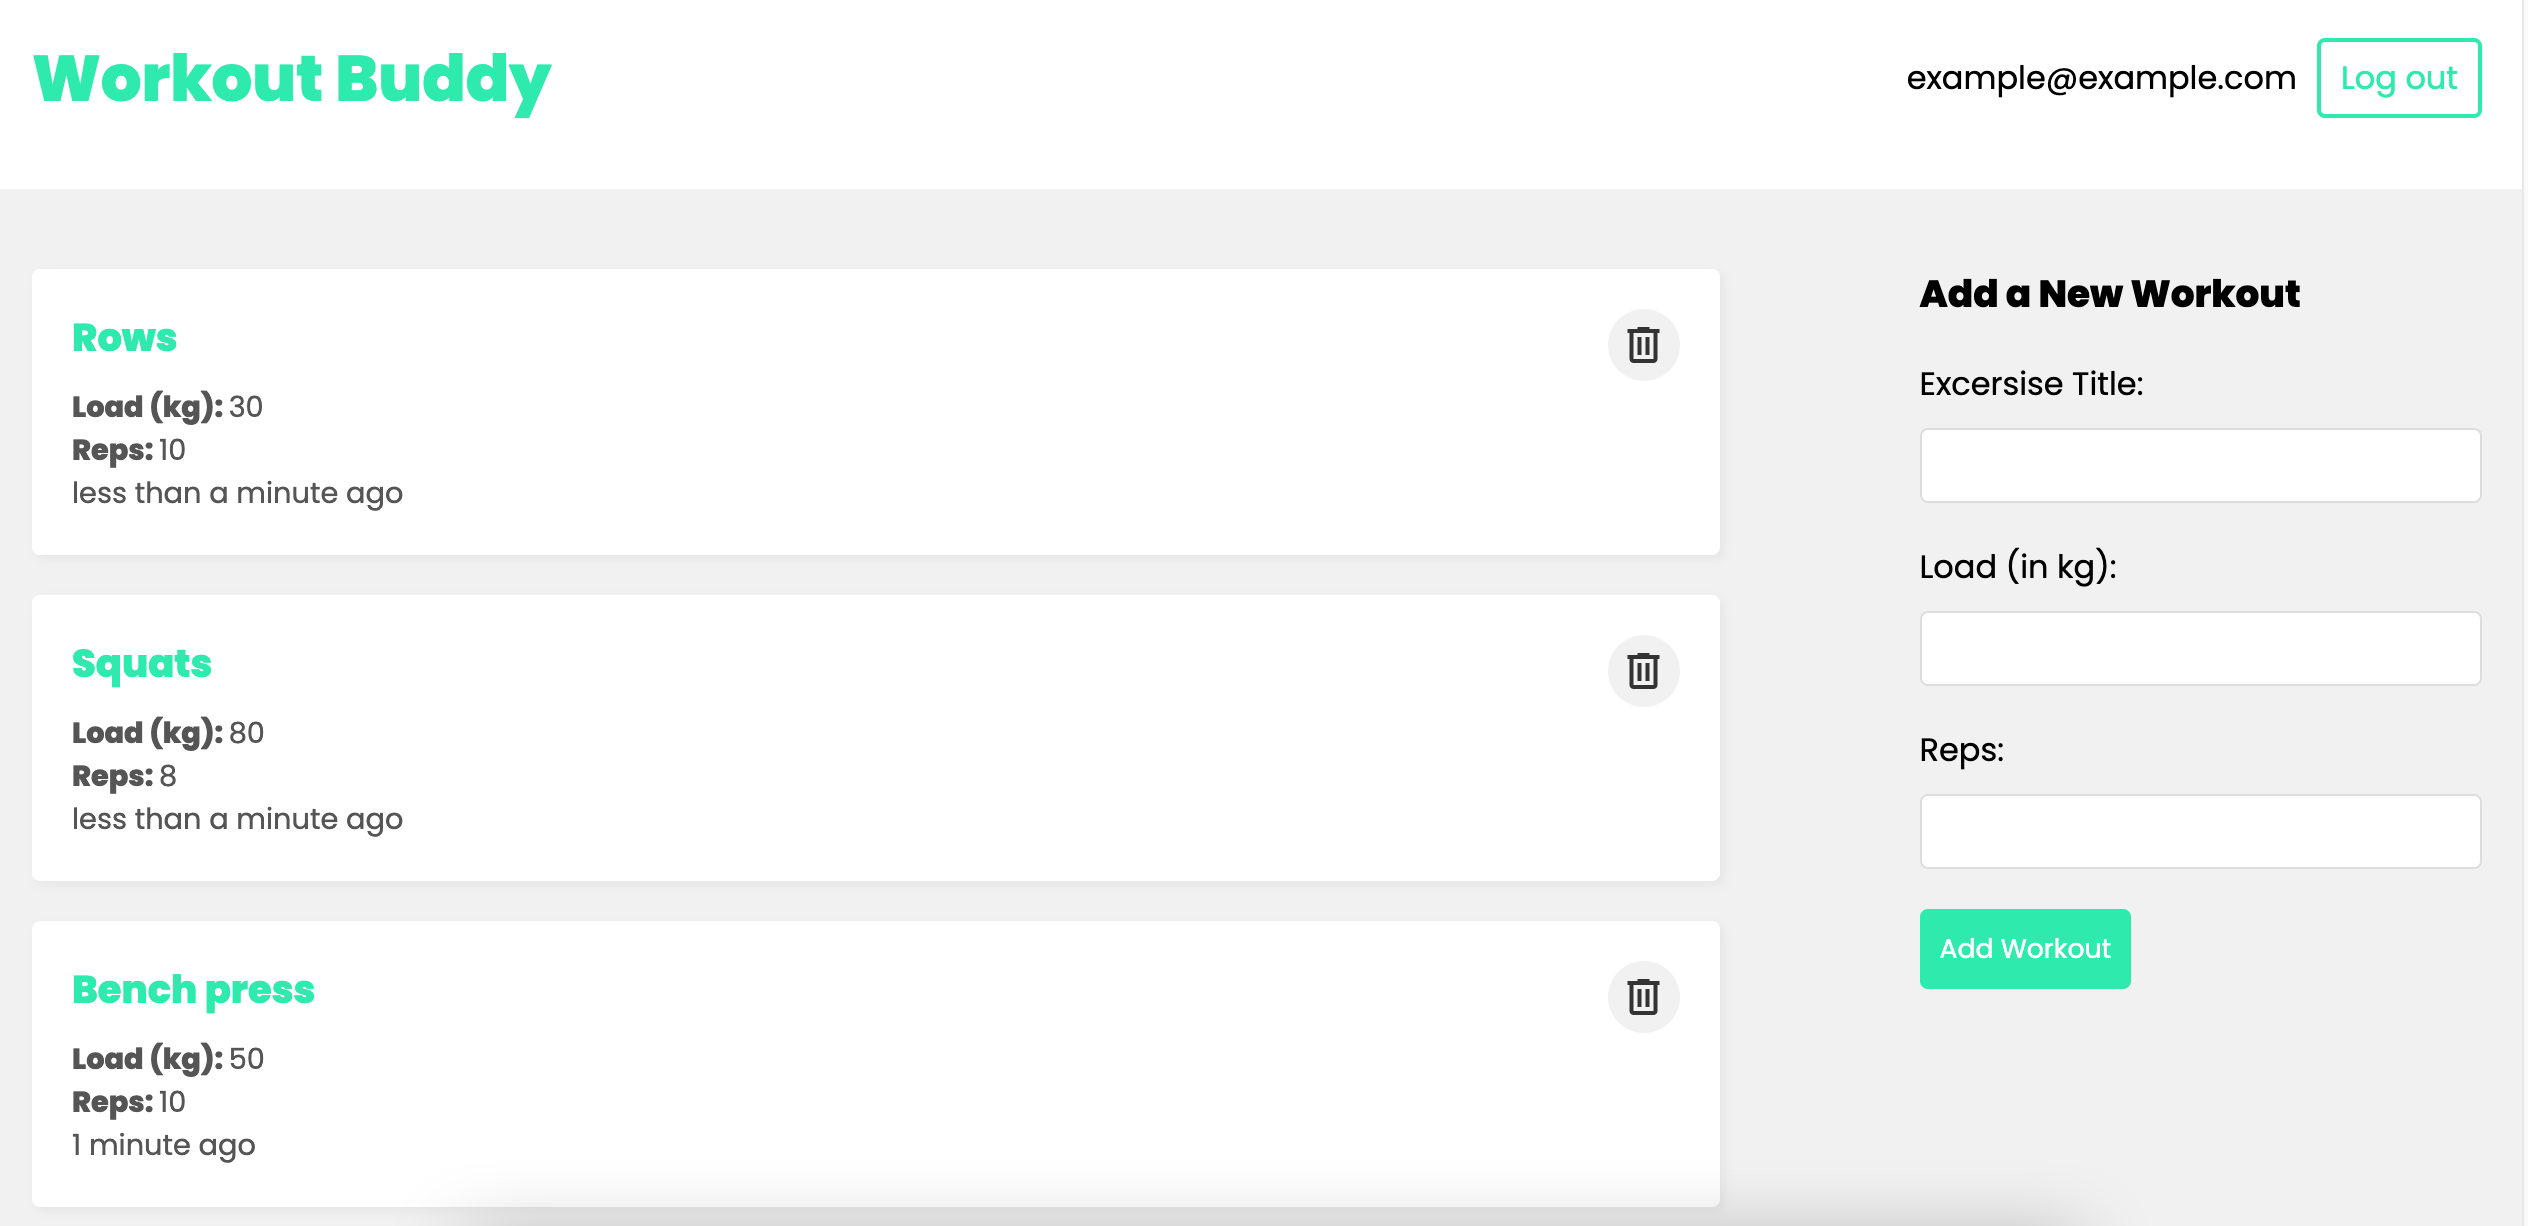 Workout Buddy
example@example.com
Log out
Rows
Load (kg): 30
Reps: 10
less than a minute ago
Squats
Load (kg): 80
Reps: 8
less than a minute ago
Bench press
Load (kg): 50
Reps: 10
1 minute ago
Add a New Workout
Excersise Title:
Load (in kg):
Reps:
Add Workout